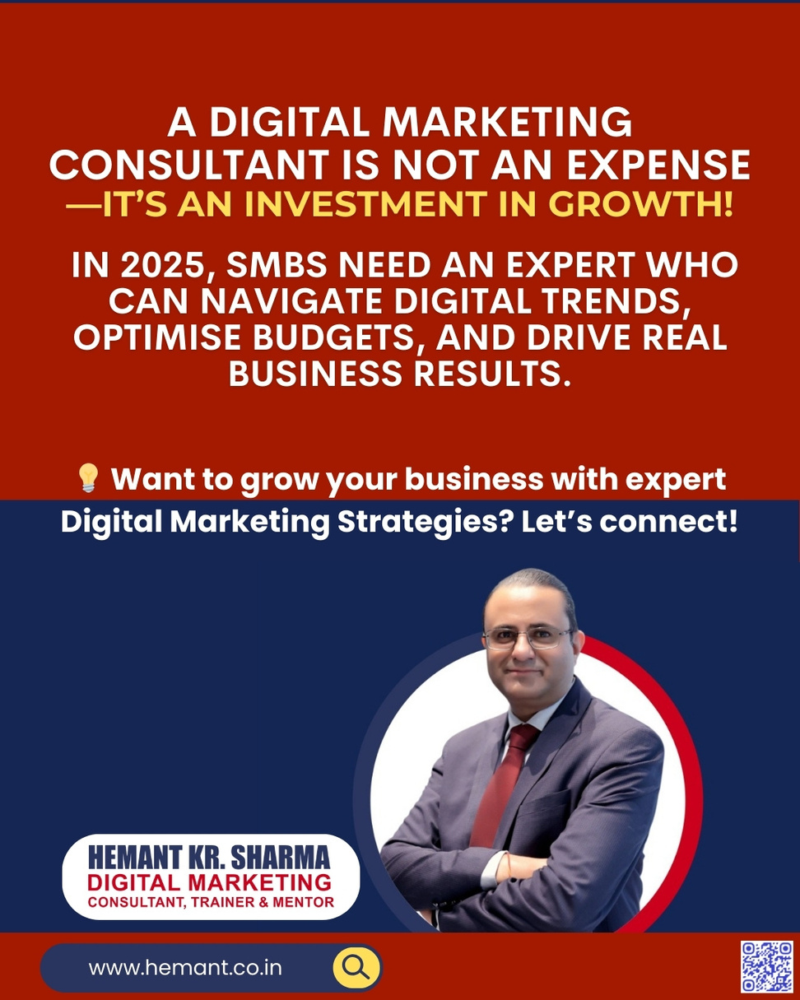 A DIGITAL MARKETING
CONSULTANT IS NOT AN EXPENSE
—IT’S AN INVESTMENT IN GROWTH!
IN 2025, SMBS NEED AN EXPERT WHO
CAN NAVIGATE DIGITAL TRENDS,
OPTIMISE BUDGETS, AND DRIVE REAL
BUSINESS RESULTS.
💡 Want to grow your business with expert
Digital Marketing Strategies? Let’s connect!
HEMANT KR. SHARMA
DIGITAL MARKETING
CONSULTANT, TRAINER & MENTOR
www.hemant.co.in